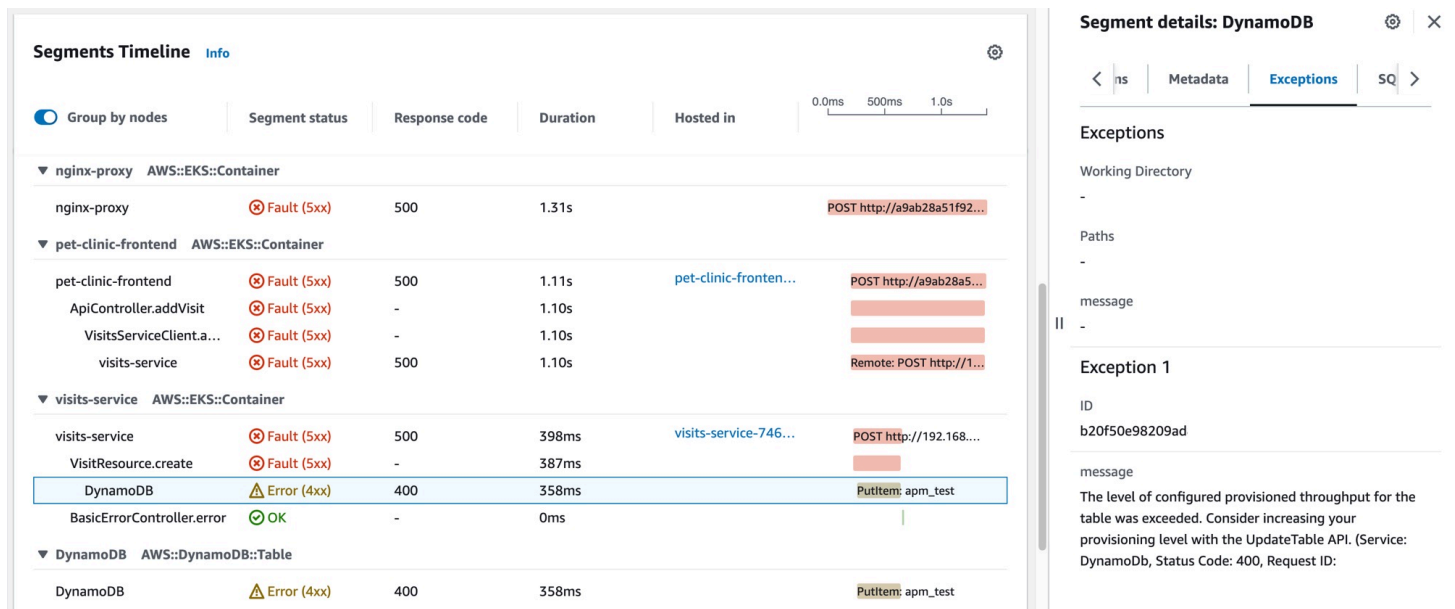 Segments Timeline Info
Group by nodes Segment status Response code Duration Hosted in 0.0ms 500ms 1.0s
nginx-proxy AWS::EKS::Container
nginx-proxy Fault (5xx) 500 1.31s POST http://a9ab28a51f92...
pet-clinic-frontend AWS::EKS::Container
pet-clinic-frontend Fault (5xx) 500 1.11s pet-clinic-fronten... POST http://a9ab28a5...
ApiController.addVisit Fault (5xx) - 1.10s
VisitsServiceClient.a... Fault (5xx) - 1.10s
visits-service Fault (5xx) 500 1.10s Remote: POST http://1...
visits-service AWS::EKS::Container
visits-service Fault (5xx) 500 398ms visits-service-746... POST http://192.168....
VisitResource.create Fault (5xx) - 387ms
DynamoDB Error (4xx) 400 358ms PutItem: apm_test
BasicErrorController.error OK - 0ms
DynamoDB AWS::DynamoDB::Table
DynamoDB Error (4xx) 400 358ms PutItem: apm_test
Segment details: DynamoDB
ns Metadata Exceptions SQ
Exceptions
Working Directory
-
Paths
-
message
-
Exception 1
ID
b20f50e98209ad
message
The level of configured provisioned throughput for the
table was exceeded. Consider increasing your
provisioning level with the UpdateTable API. (Service:
DynamoDb, Status Code: 400, Request ID: